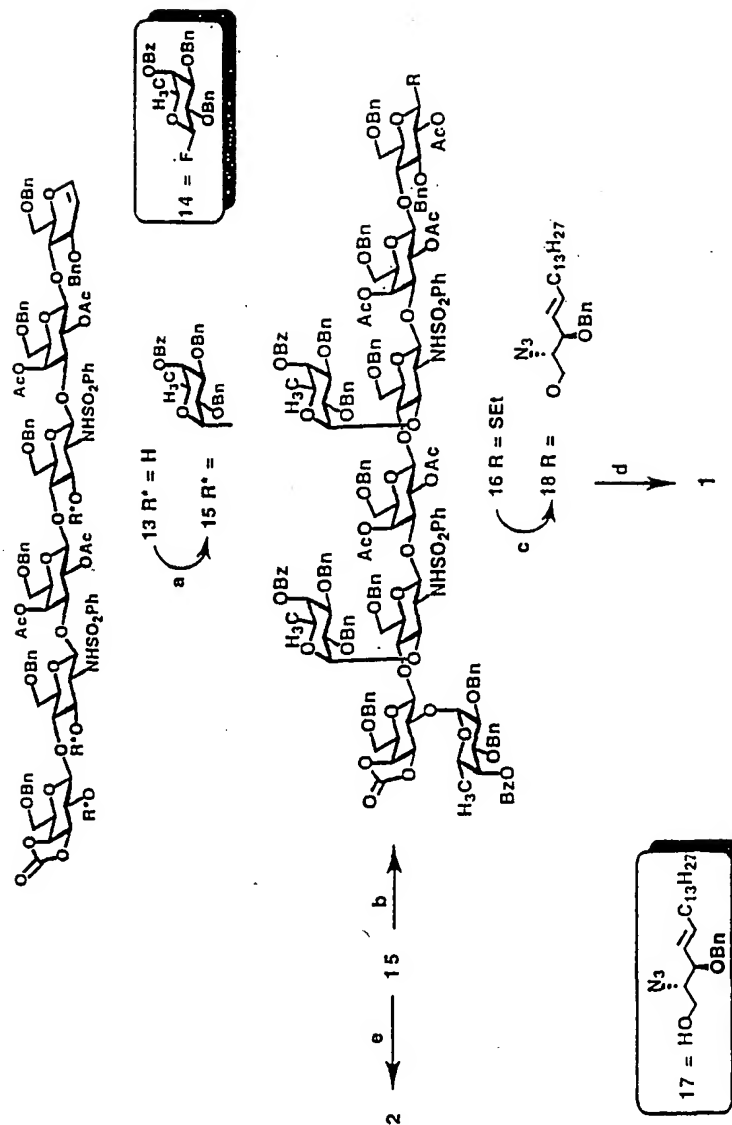 O OBn OBn OBn OBn OBn OBn
AcO AcO
O O O O O O O O O
R*O R*O NHSO2Ph OAc R*O NHSO2Ph OAc BnO
OBz
H3C OBn
13 R* = H
a
15 R* = OBn
OBz
H3C OBn
14 = F OBn
2
e
15
b
OBz OBz
H3C OBn H3C OBn
OBn OBn
O OBn OBn AcO OBn OBn AcO OBn OBn
R
NHSO2Ph OAc NHSO2Ph OAc BnO AcO
OBn
H3C OBn
BzO
16 R = SEt
c
18 R = O N3 C13H27
OBn
d
1
17 = HO N3 C13H27
OBn